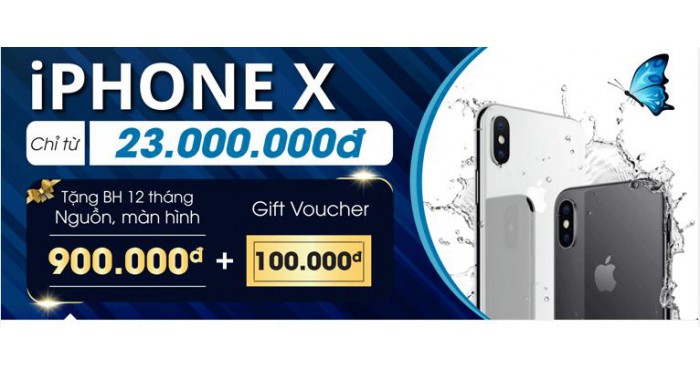 iPHONE X
Chỉ từ 23.000.000đ
Tặng BH 12 tháng
Nguồn, màn hình
900.000đ
+
Gift Voucher
100.000đ